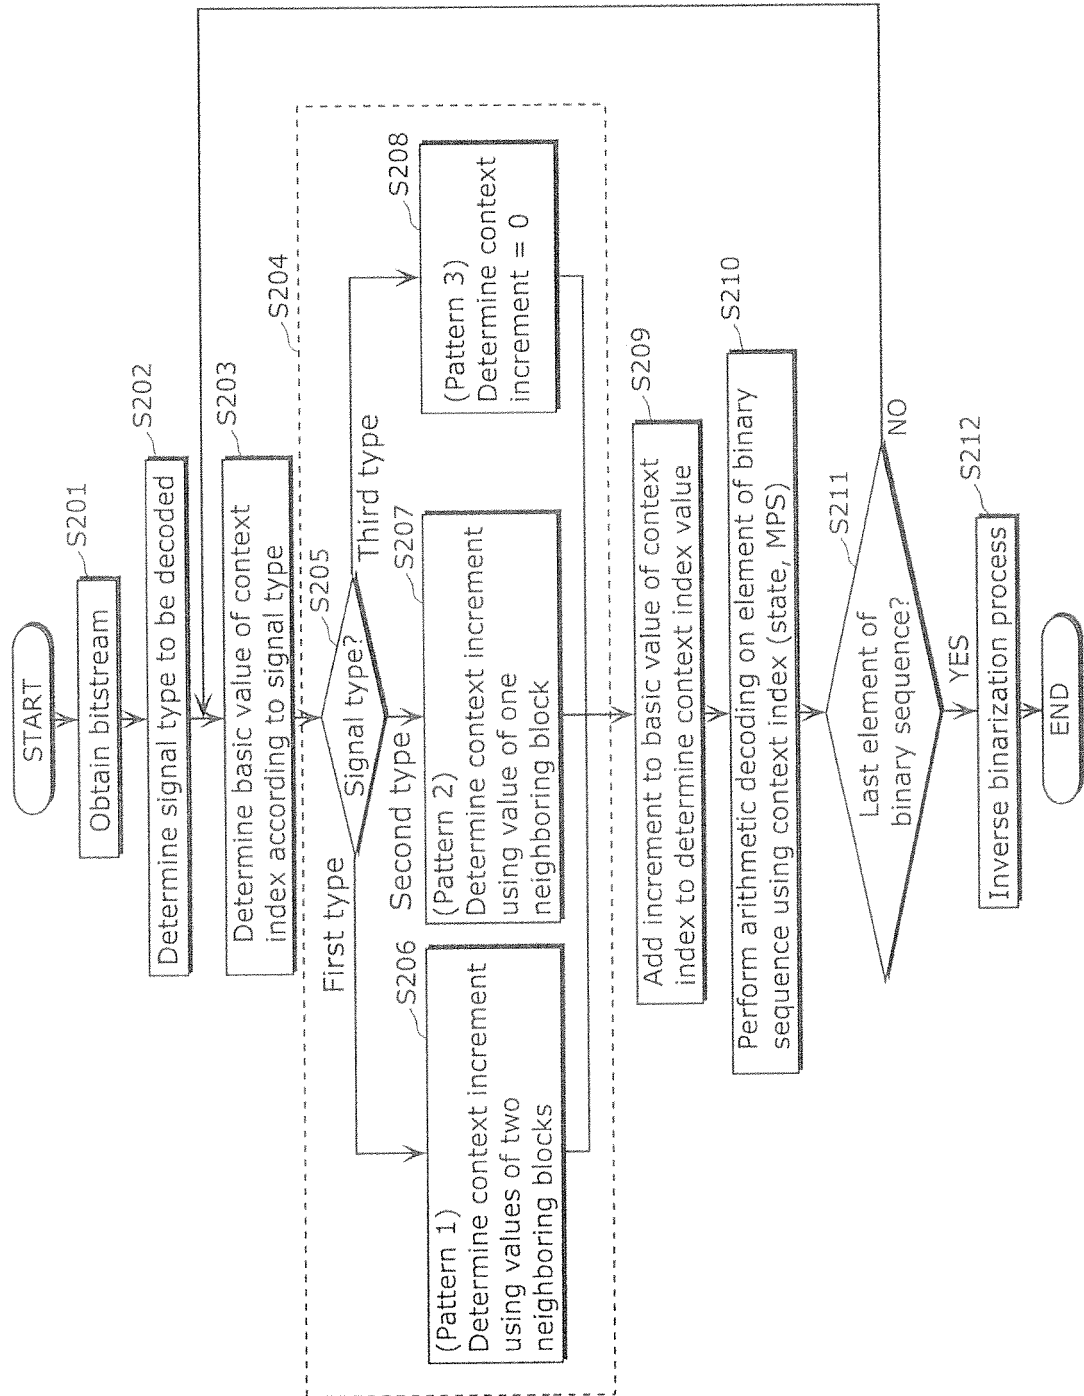 START
S201
Obtain bitstream
S202
Determine signal type to be decoded
S203
Determine basic value of context
index according to signal type
S204
S205
Signal type?
First type
Second type
Third type
S206
(Pattern 1)
Determine context increment
using values of two
neighboring blocks
S207
(Pattern 2)
Determine context increment
using value of one
neighboring block
S208
(Pattern 3)
Determine context
increment = 0
S209
Add increment to basic value of context
index to determine context index value
S210
Perform arithmetic decoding on element of binary
sequence using context index (state, MPS)
S211
Last element of
binary sequence?
NO
YES
S212
Inverse binarization process
END